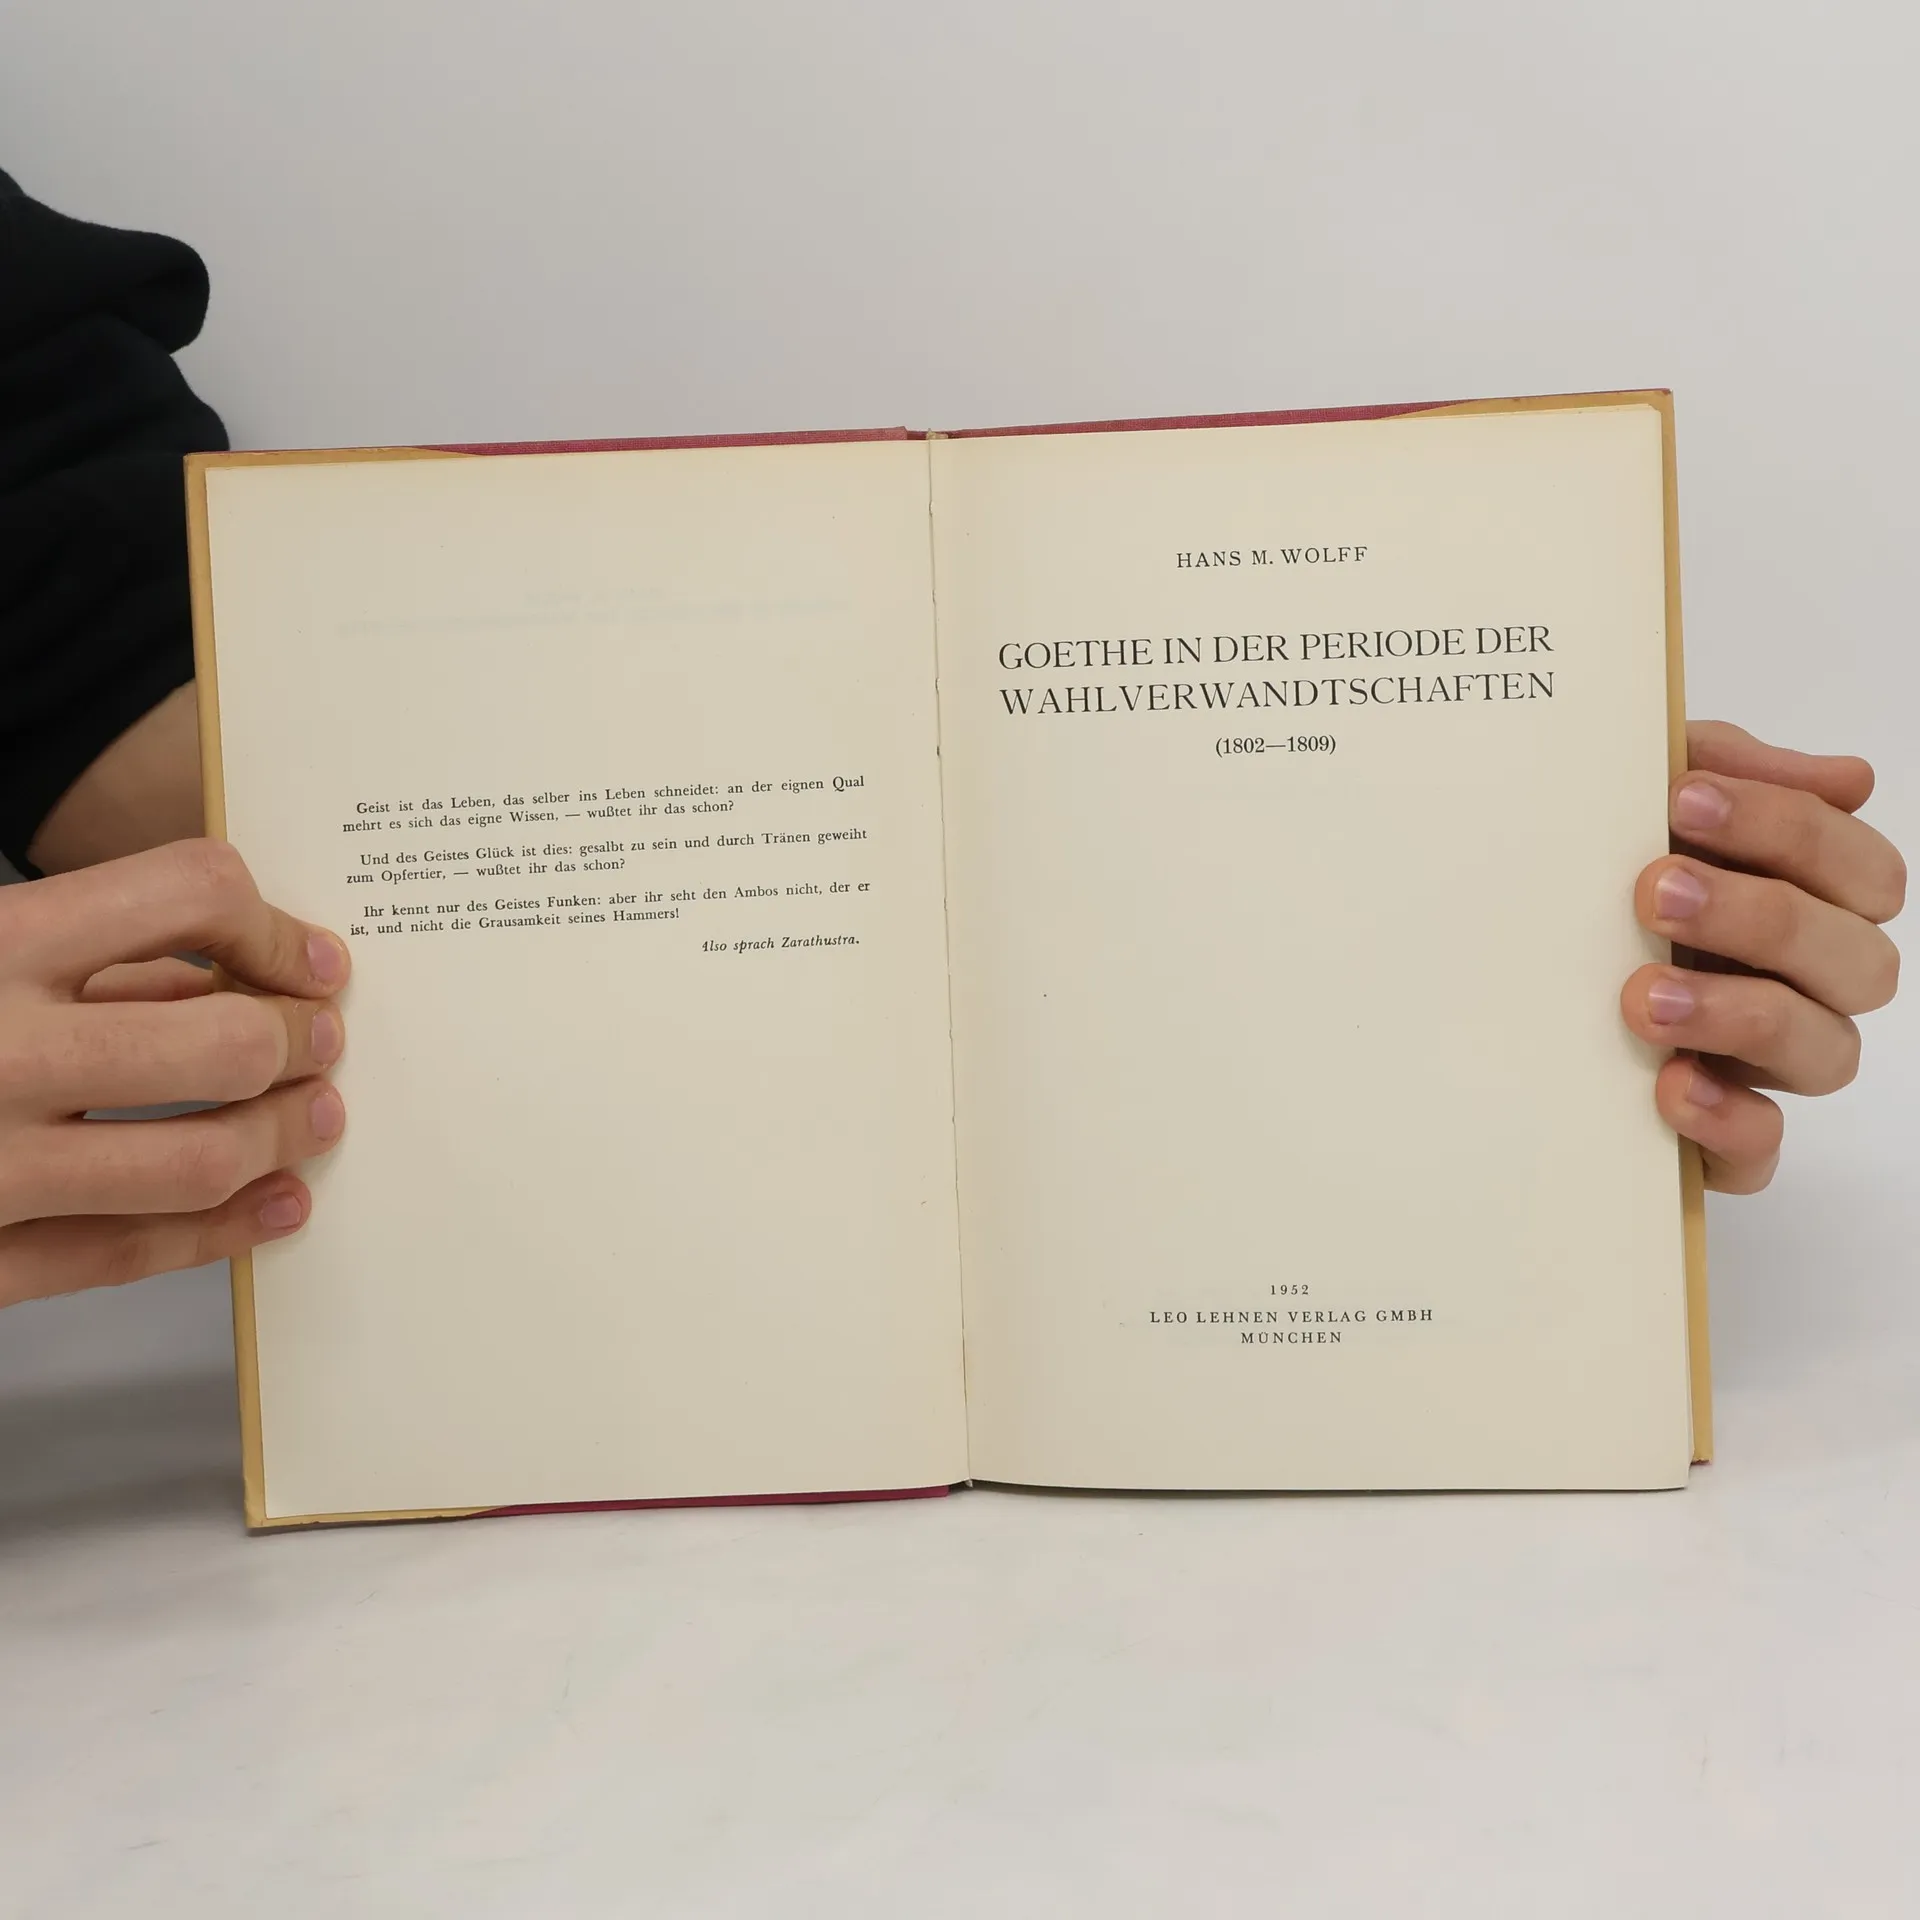 Geist ist das Leben, das selber ins Leben schneidet: an der eignen Qual
mehrt es sich das eigne Wissen, — wußtet ihr das schon?
Und des Geistes Glück ist dies: gesalbt zu sein und durch Tränen geweiht
zum Opfertier, — wußtet ihr das schon?
Ihr kennt nur des Geistes Funken: aber ihr seht den Ambos nicht, der er
ist, und nicht die Grausamkeit seines Hammers!
Also sprach Zarathustra.
HANS M. WOLFF
GOETHE IN DER PERIODE DER
WAHLVERWANDTSCHAFTEN
(1802—1809)
1952
LEO LEHNEN VERLAG GMBH
MÜNCHEN